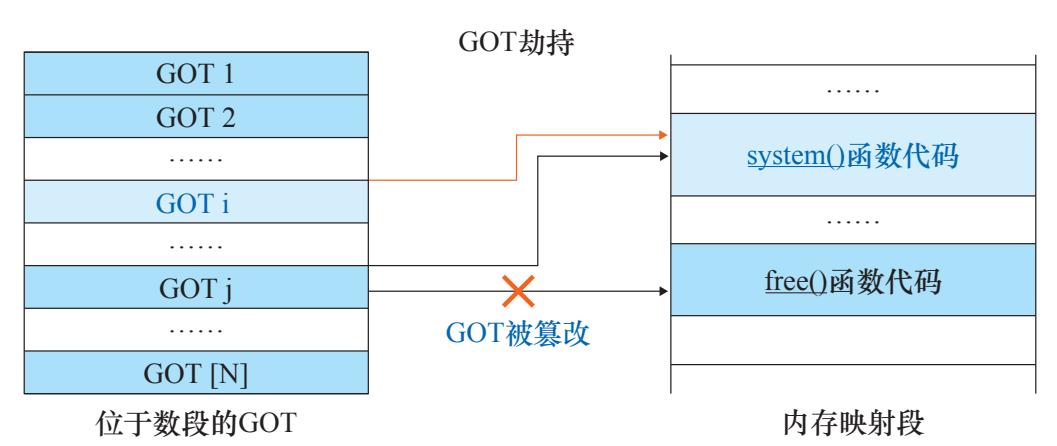 GOT劫持
GOT 1
GOT 2
……
GOT i
……
GOT j
……
GOT [N]
位于数段的GOT
GOT被篡改
……
system()函数代码
……
free()函数代码
内存映射段